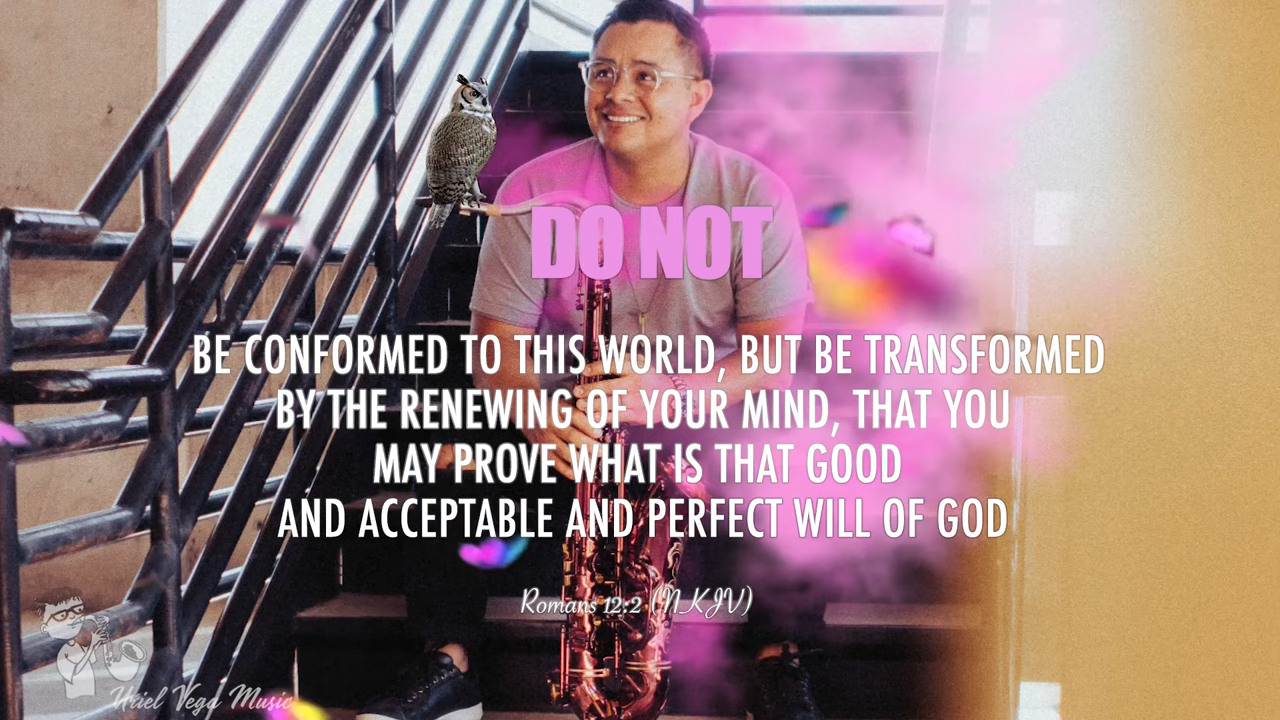 DO NOT
BE CONFORMED TO THIS WORLD, BUT BE TRANSFORMED
BY THE RENEWING OF YOUR MIND, THAT YOU
MAY PROVE WHAT IS THAT GOOD
AND ACCEPTABLE AND PERFECT WILL OF GOD
Romans 12:2 (NKJV)
Uriel Vega Music